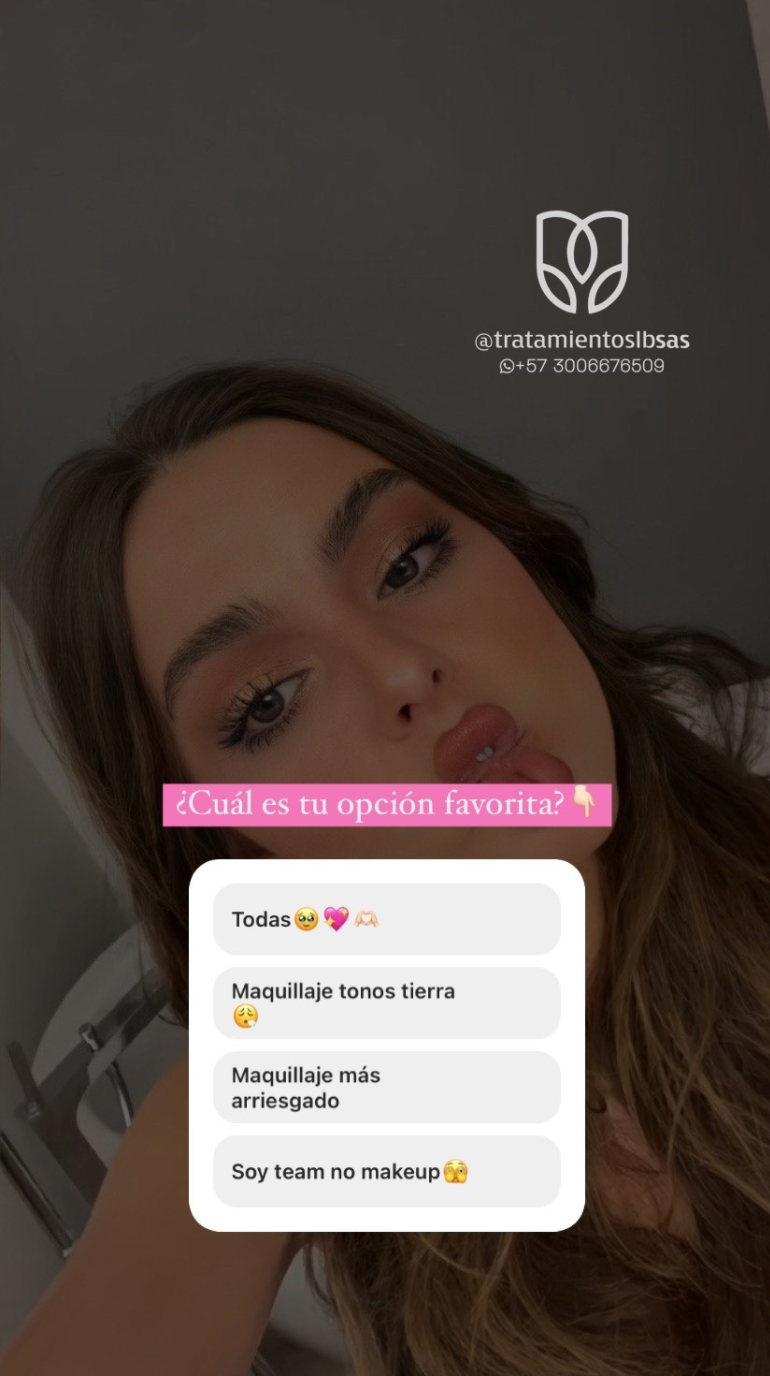 @tratamientoslbsas
+57 3006676509
¿Cuál es tu opción favorita?👇🏻
Todas🥹💖🫶🏻
Maquillaje tonos tierra
😮‍💨
Maquillaje más
arriesgado
Soy team no makeup🫣